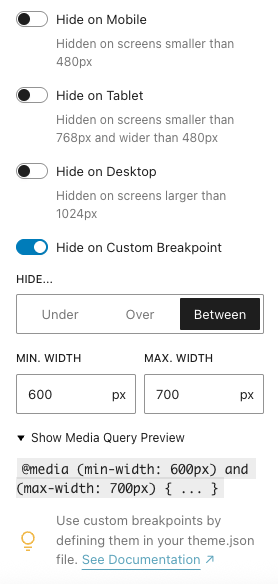 Hide on Mobile
Hidden on screens smaller than
480px
Hide on Tablet
Hidden on screens smaller than
768px and wider than 480px
Hide on Desktop
Hidden on screens larger than
1024px
Hide on Custom Breakpoint
HIDE...
Under Over Between
MIN. WIDTH MAX. WIDTH
600 px 700 px
▼ Show Media Query Preview
@media (min-width: 600px) and
(max-width: 700px) { ... }
Use custom breakpoints by
defining them in your theme.json
file. See Documentation ↗